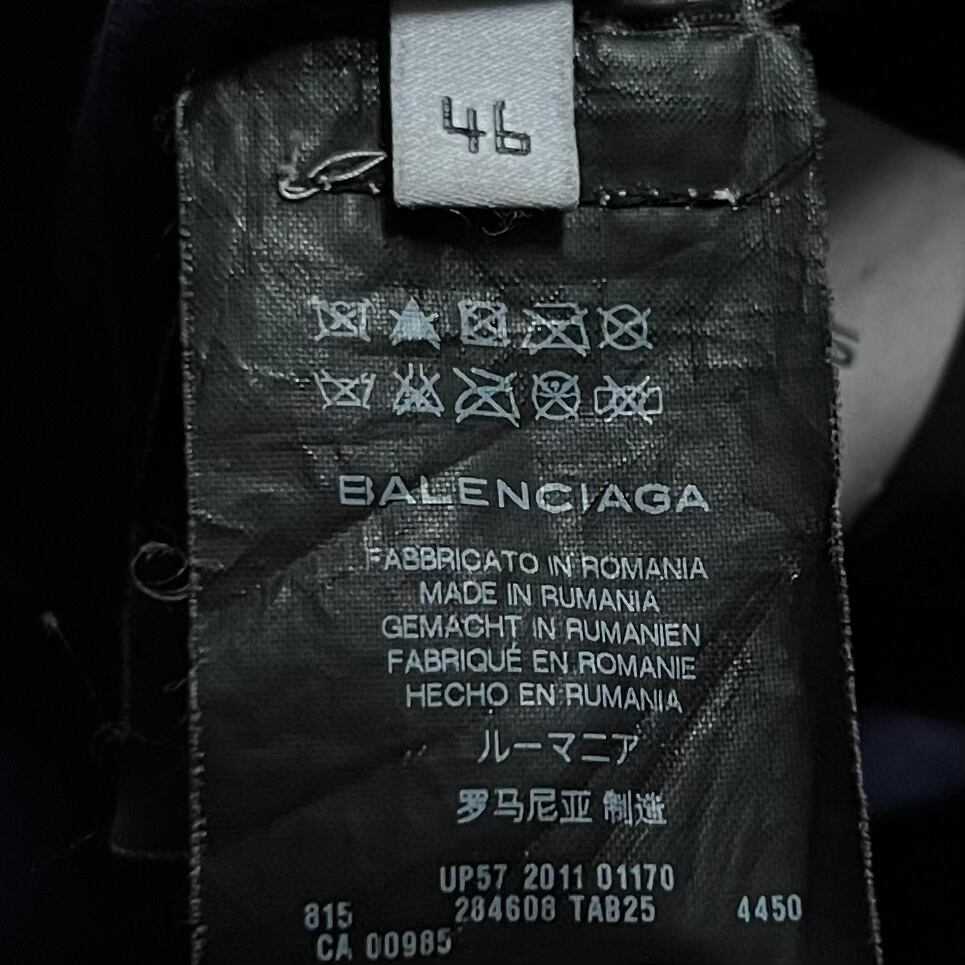 46
BALENCIAGA
FABBRICATO IN ROMANIA
MADE IN RUMANIA
GEMACHT IN RUMANIEN
FABRIQUÉ EN ROMANIE
HECHO EN RUMANIA
ルーマニア
罗马尼亚 制造
UP57 2011 01170
815 284608 TAB25 4450
CA 00985